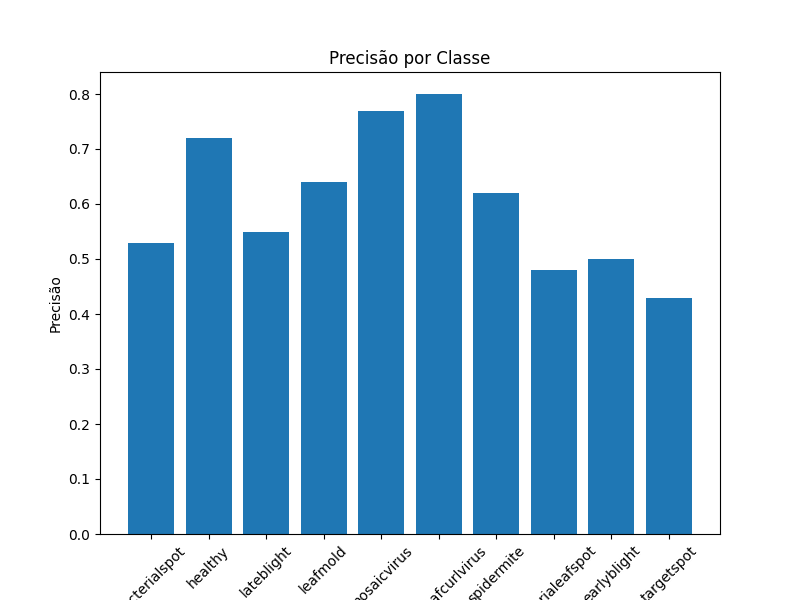 Precisão por Classe
Precisão
0.8
0.7
0.6
0.5
0.4
0.3
0.2
0.1
0.0
cterialspot
healthy
lateblight
leafmold
osaicvirus
afcurlvirus
spidermite
rialeafspot
earlyblight
targetspot